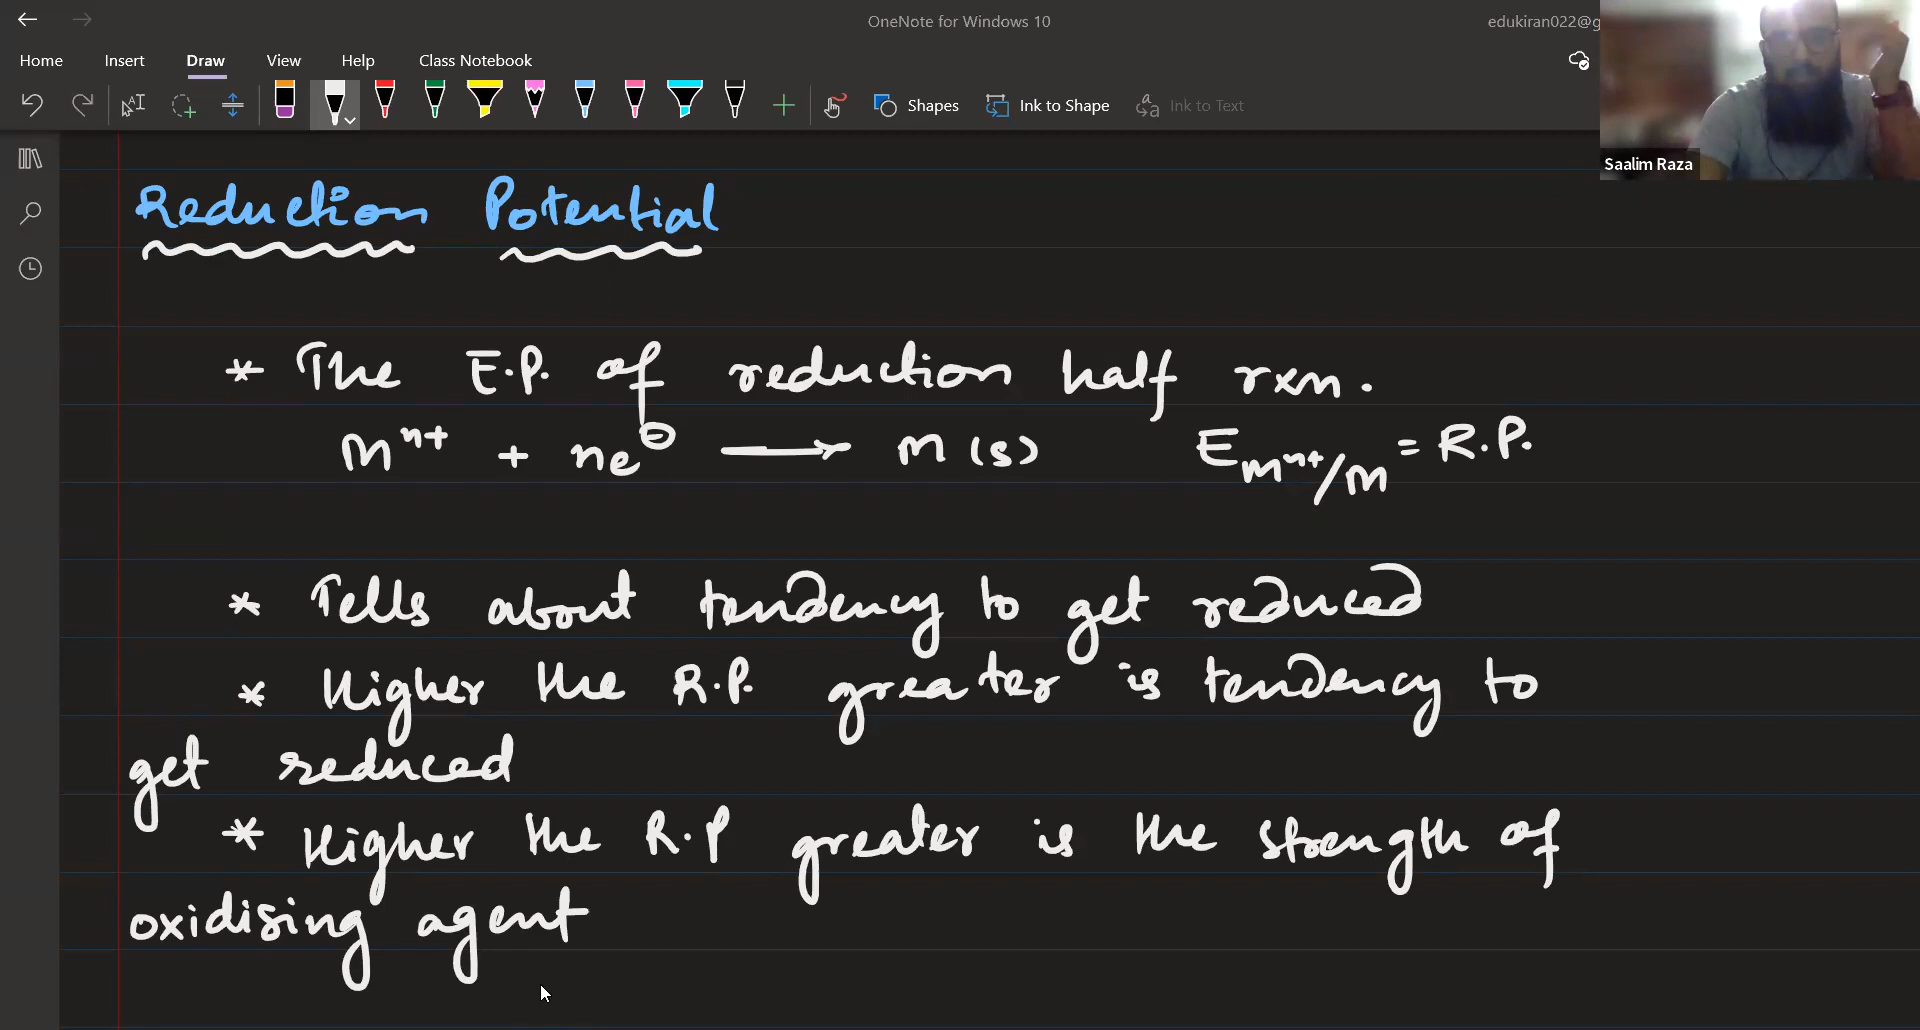 OneNote for Windows 10
edukiran022@g
Home Insert Draw View Help Class Notebook
Shapes Ink to Shape Ink to Text
Saalim Raza
Reduction Potential
* The E.P. of reduction half rxn.
Mⁿ⁺ + ne⊖ ⟶ M (s) E Mⁿ⁺/M = R.P.
* Tells about tendency to get reduced
* Higher the R.P. greater is tendency to
get reduced
* Higher the R.P greater is the strength of
oxidising agent